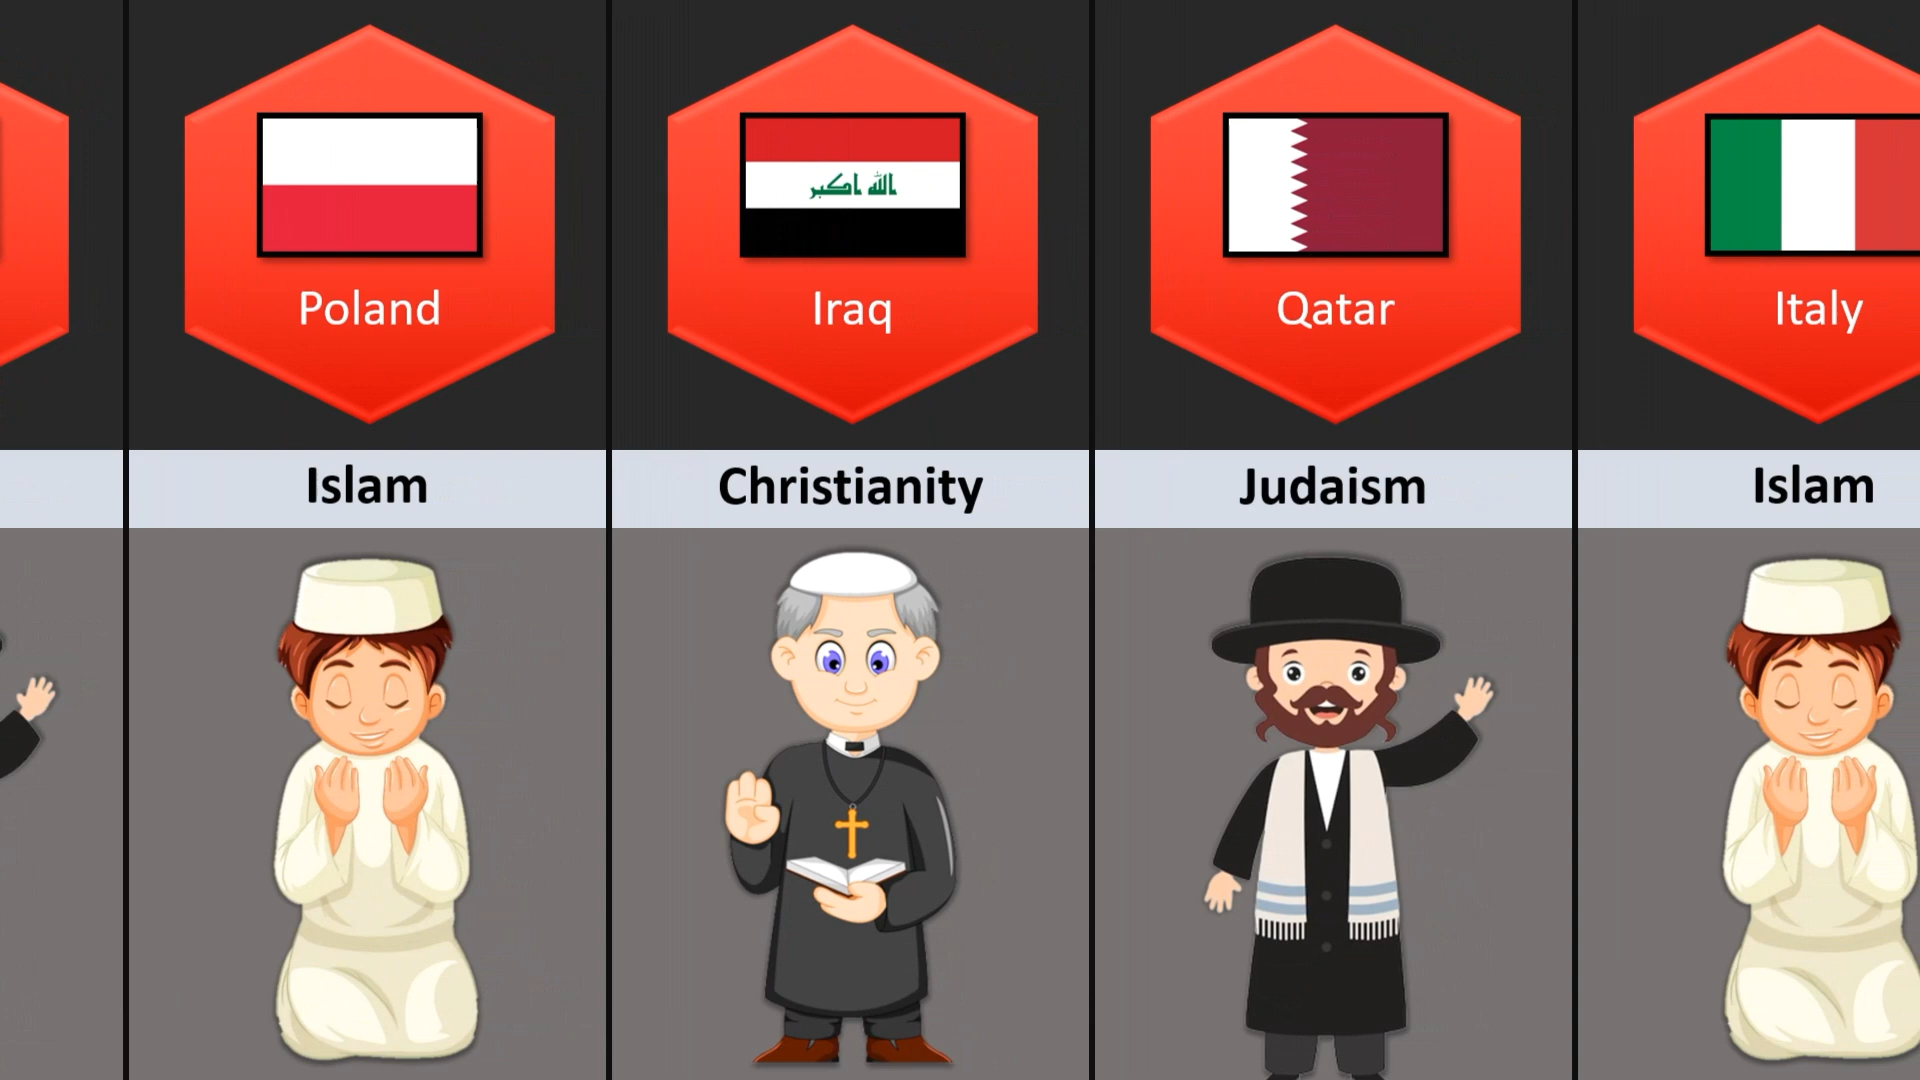 Poland
Iraq
Qatar
Italy
الله اكبر
Islam
Christianity
Judaism
Islam